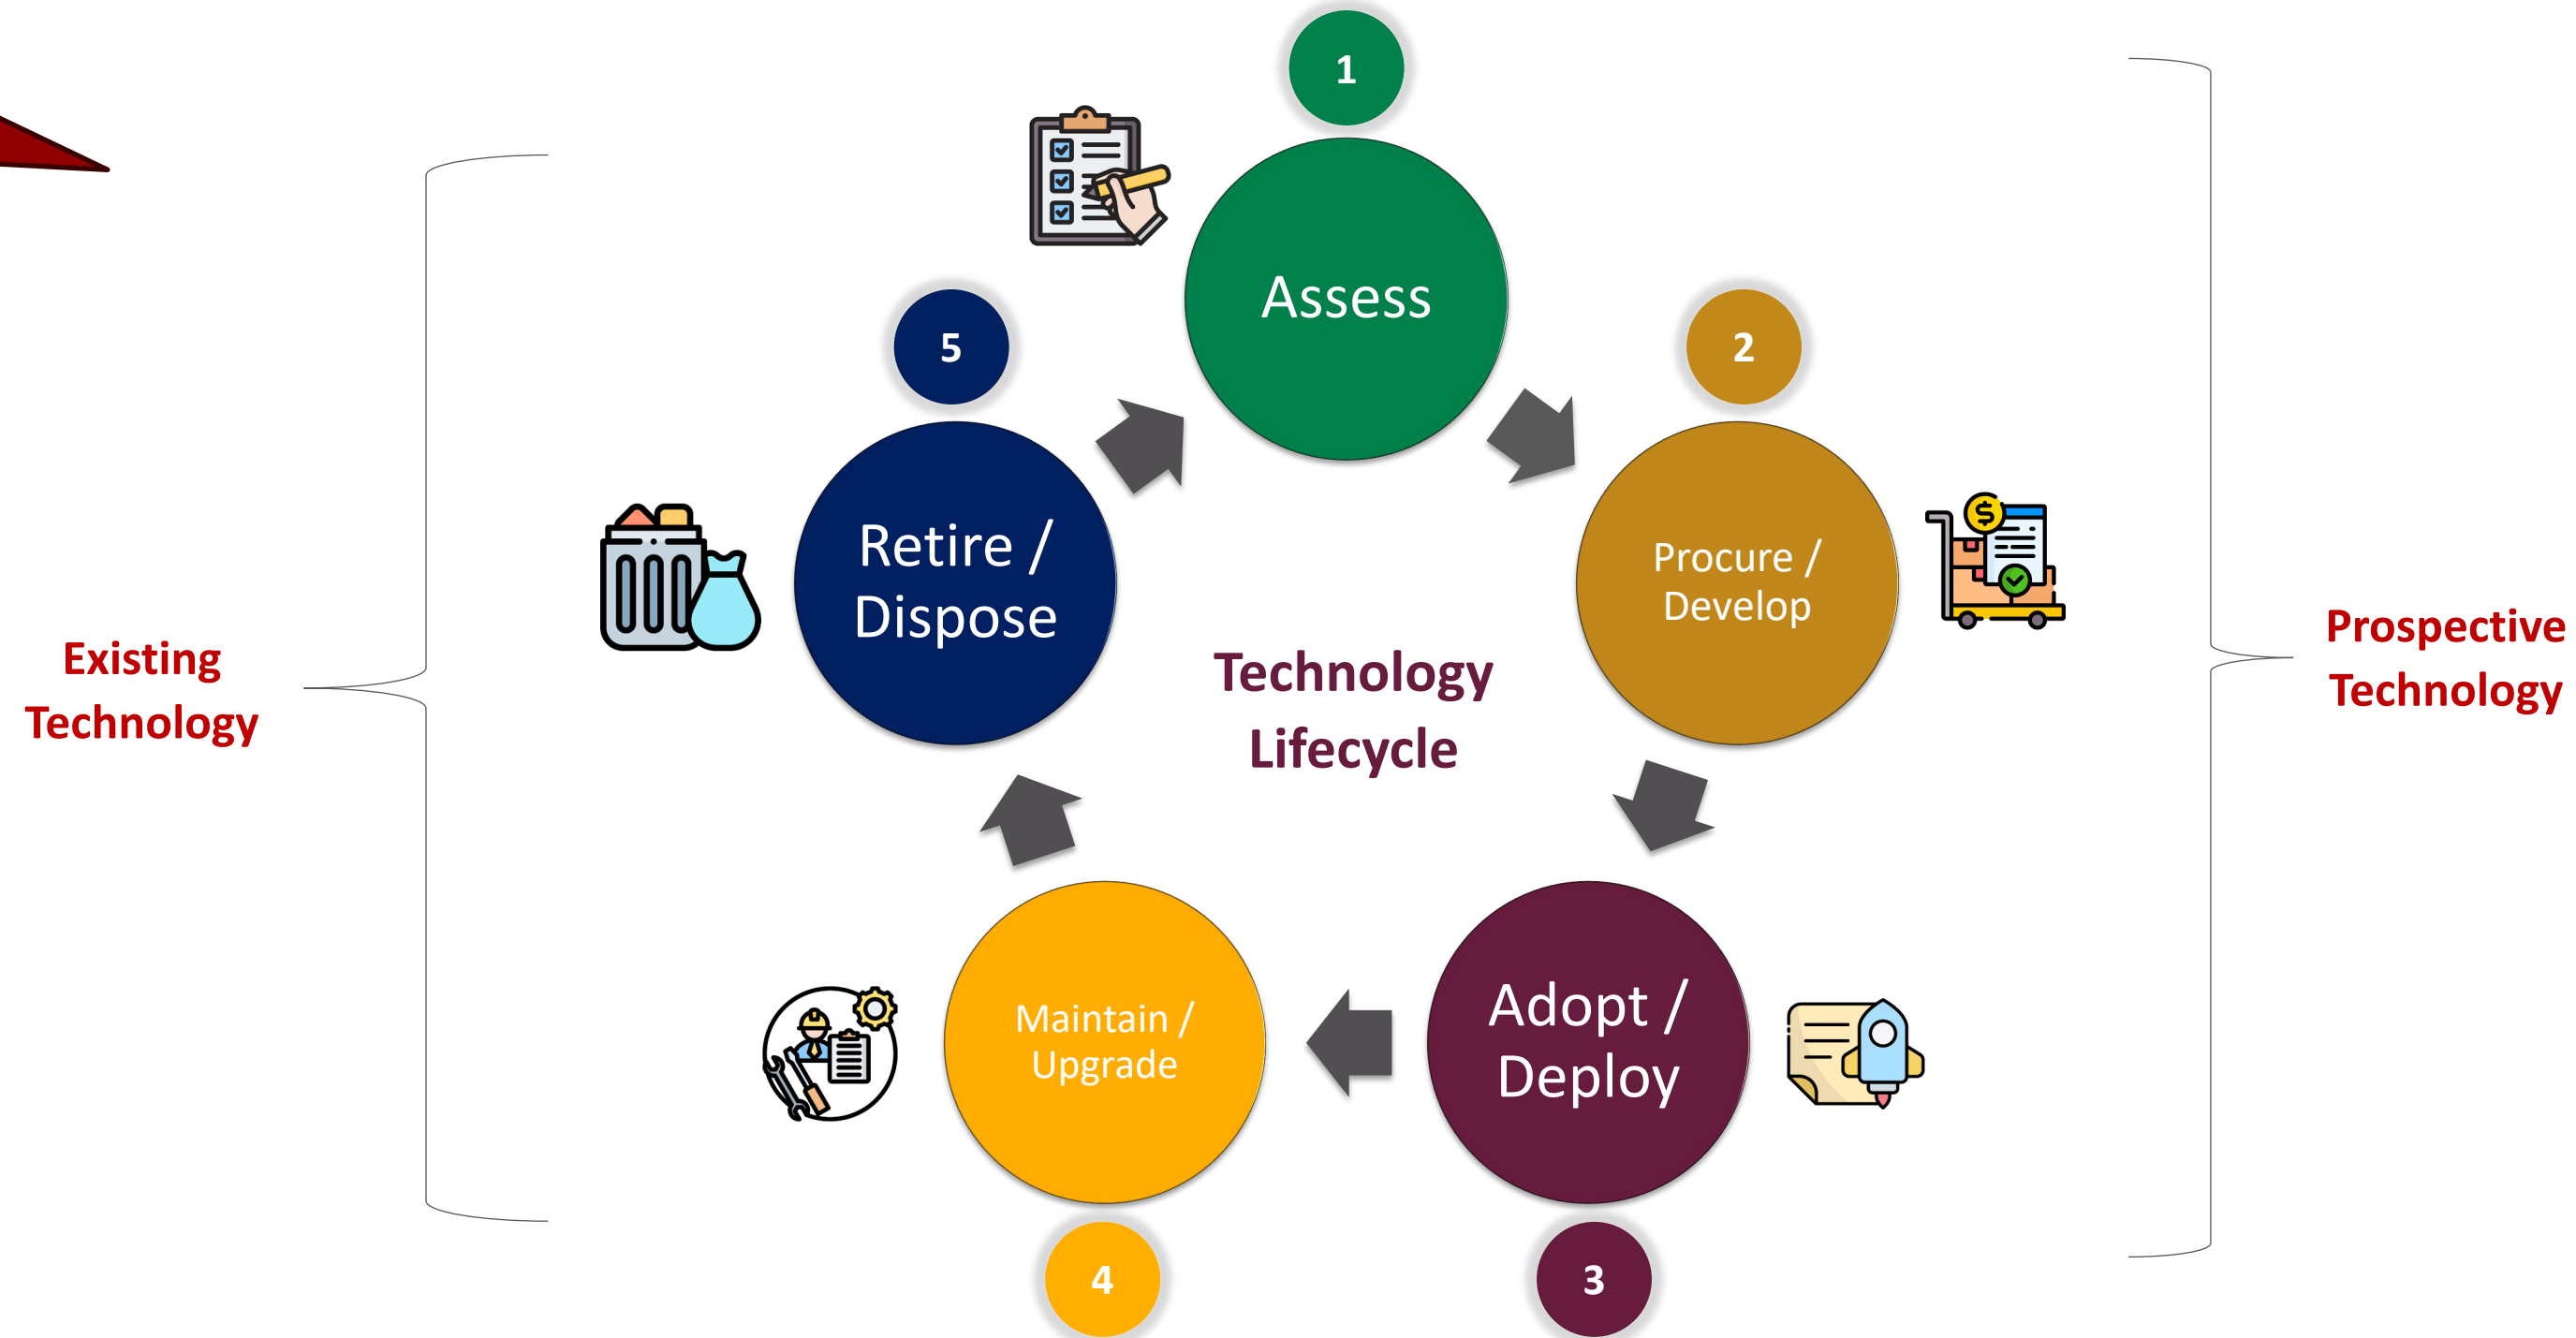 1
Assess
2
Procure /
Develop
3
Adopt /
Deploy
4
Maintain /
Upgrade
5
Retire /
Dispose
Technology
Lifecycle
Existing
Technology
Prospective
Technology